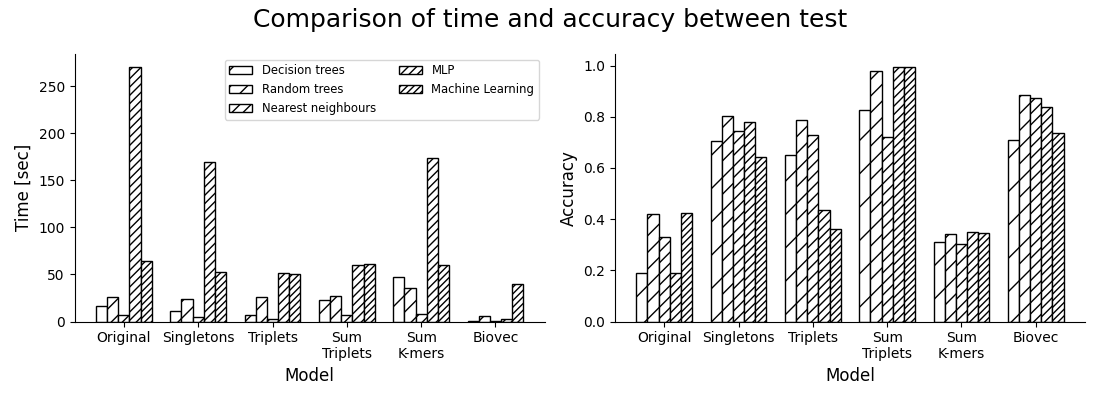 Comparison of time and accuracy between test
Time [sec]
250
200
150
100
50
0
Decision trees
Random trees
Nearest neighbours
MLP
Machine Learning
Original
Singletons
Triplets
Sum
Triplets
Sum
K-mers
Biovec
Model
Accuracy
1.0
0.8
0.6
0.4
0.2
0.0
Original
Singletons
Triplets
Sum
Triplets
Sum
K-mers
Biovec
Model